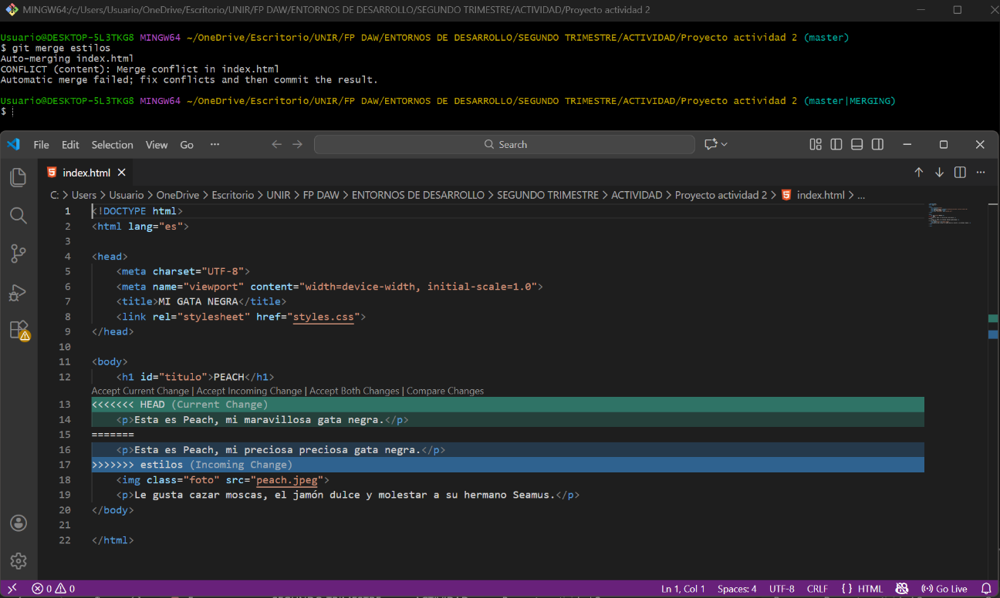 MINGW64:/c/Users/Usuario/OneDrive/Escritorio/UNIR/FP DAW/ENTORNOS DE DESARROLLO/SEGUNDO TRIMESTRE/ACTIVIDAD/Proyecto actividad 2
Usuario@DESKTOP-5L3TKG8 MINGW64 ~/OneDrive/Escritorio/UNIR/FP DAW/ENTORNOS DE DESARROLLO/SEGUNDO TRIMESTRE/ACTIVIDAD/Proyecto actividad 2 (master)
$ git merge estilos
Auto-merging index.html
CONFLICT (content): Merge conflict in index.html
Automatic merge failed; fix conflicts and then commit the result.
Usuario@DESKTOP-5L3TKG8 MINGW64 ~/OneDrive/Escritorio/UNIR/FP DAW/ENTORNOS DE DESARROLLO/SEGUNDO TRIMESTRE/ACTIVIDAD/Proyecto actividad 2 (master|MERGING)
$
File Edit Selection View Go ··· Search
index.html
C: > Users > Usuario > OneDrive > Escritorio > UNIR > FP DAW > ENTORNOS DE DESARROLLO > SEGUNDO TRIMESTRE > ACTIVIDAD > Proyecto actividad 2 > index.html > ...
1 <!DOCTYPE html>
2 <html lang="es">
3
4 <head>
5 <meta charset="UTF-8">
6 <meta name="viewport" content="width=device-width, initial-scale=1.0">
7 <title>MI GATA NEGRA</title>
8 <link rel="stylesheet" href="styles.css">
9 </head>
10
11 <body>
12 <h1 id="titulo">PEACH</h1>
Accept Current Change | Accept Incoming Change | Accept Both Changes | Compare Changes
13 <<<<<<< HEAD (Current Change)
14 <p>Esta es Peach, mi maravillosa gata negra.</p>
15 =======
16 <p>Esta es Peach, mi preciosa preciosa gata negra.</p>
17 >>>>>>> estilos (Incoming Change)
18 <img class="foto" src="peach.jpeg">
19 <p>Le gusta cazar moscas, el jamón dulce y molestar a su hermano Seamus.</p>
20 </body>
21
22 </html>
0 0 Ln 1, Col 1 Spaces: 4 UTF-8 CRLF {} HTML Go Live